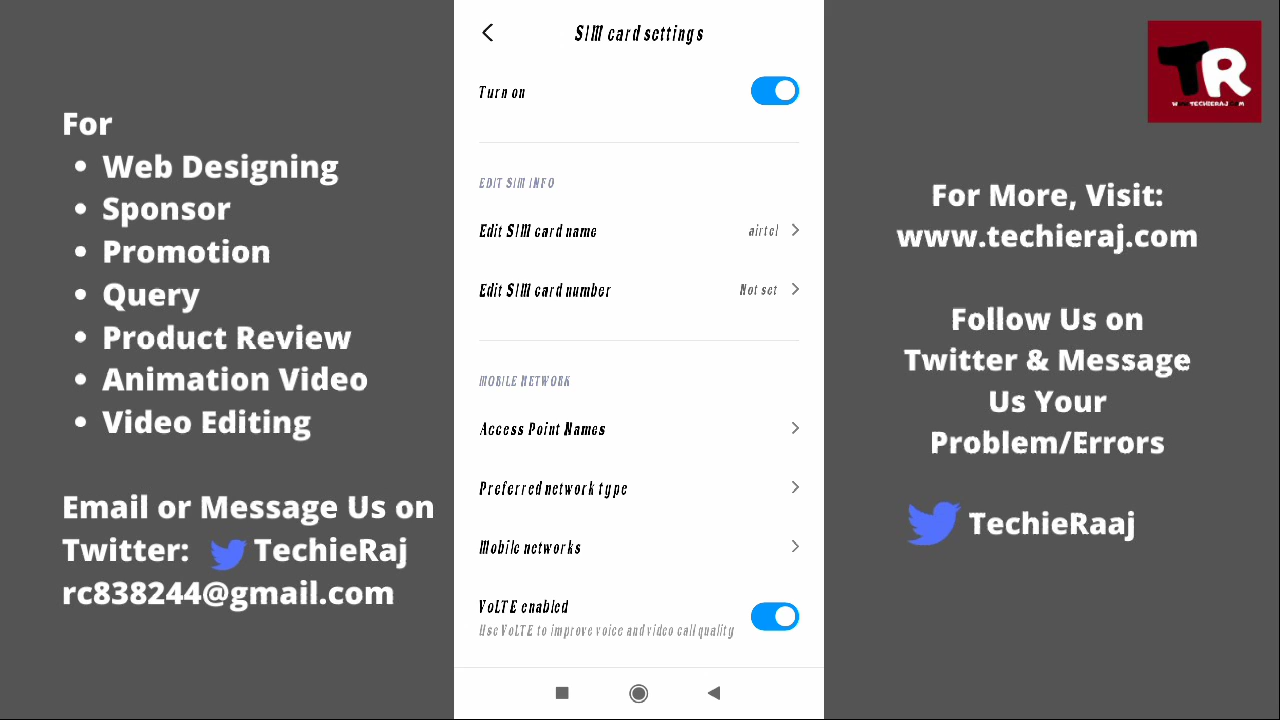 For
• Web Designing
• Sponsor
• Promotion
• Query
• Product Review
• Animation Video
• Video Editing
Email or Message Us on
Twitter: TechieRaj
rc838244@gmail.com
SIM card settings
Turn on
EDIT SIM INFO
Edit SIM card name airtel
Edit SIM card number Not set
MOBILE NETWORK
Access Point Names
Preferred network type
Mobile networks
VoLTE enabled
Use VoLTE to improve voice and video call quality
TR
WWW.TECHIERAJ.COM
For More, Visit:
www.techieraj.com
Follow Us on
Twitter & Message
Us Your
Problem/Errors
TechieRaaj